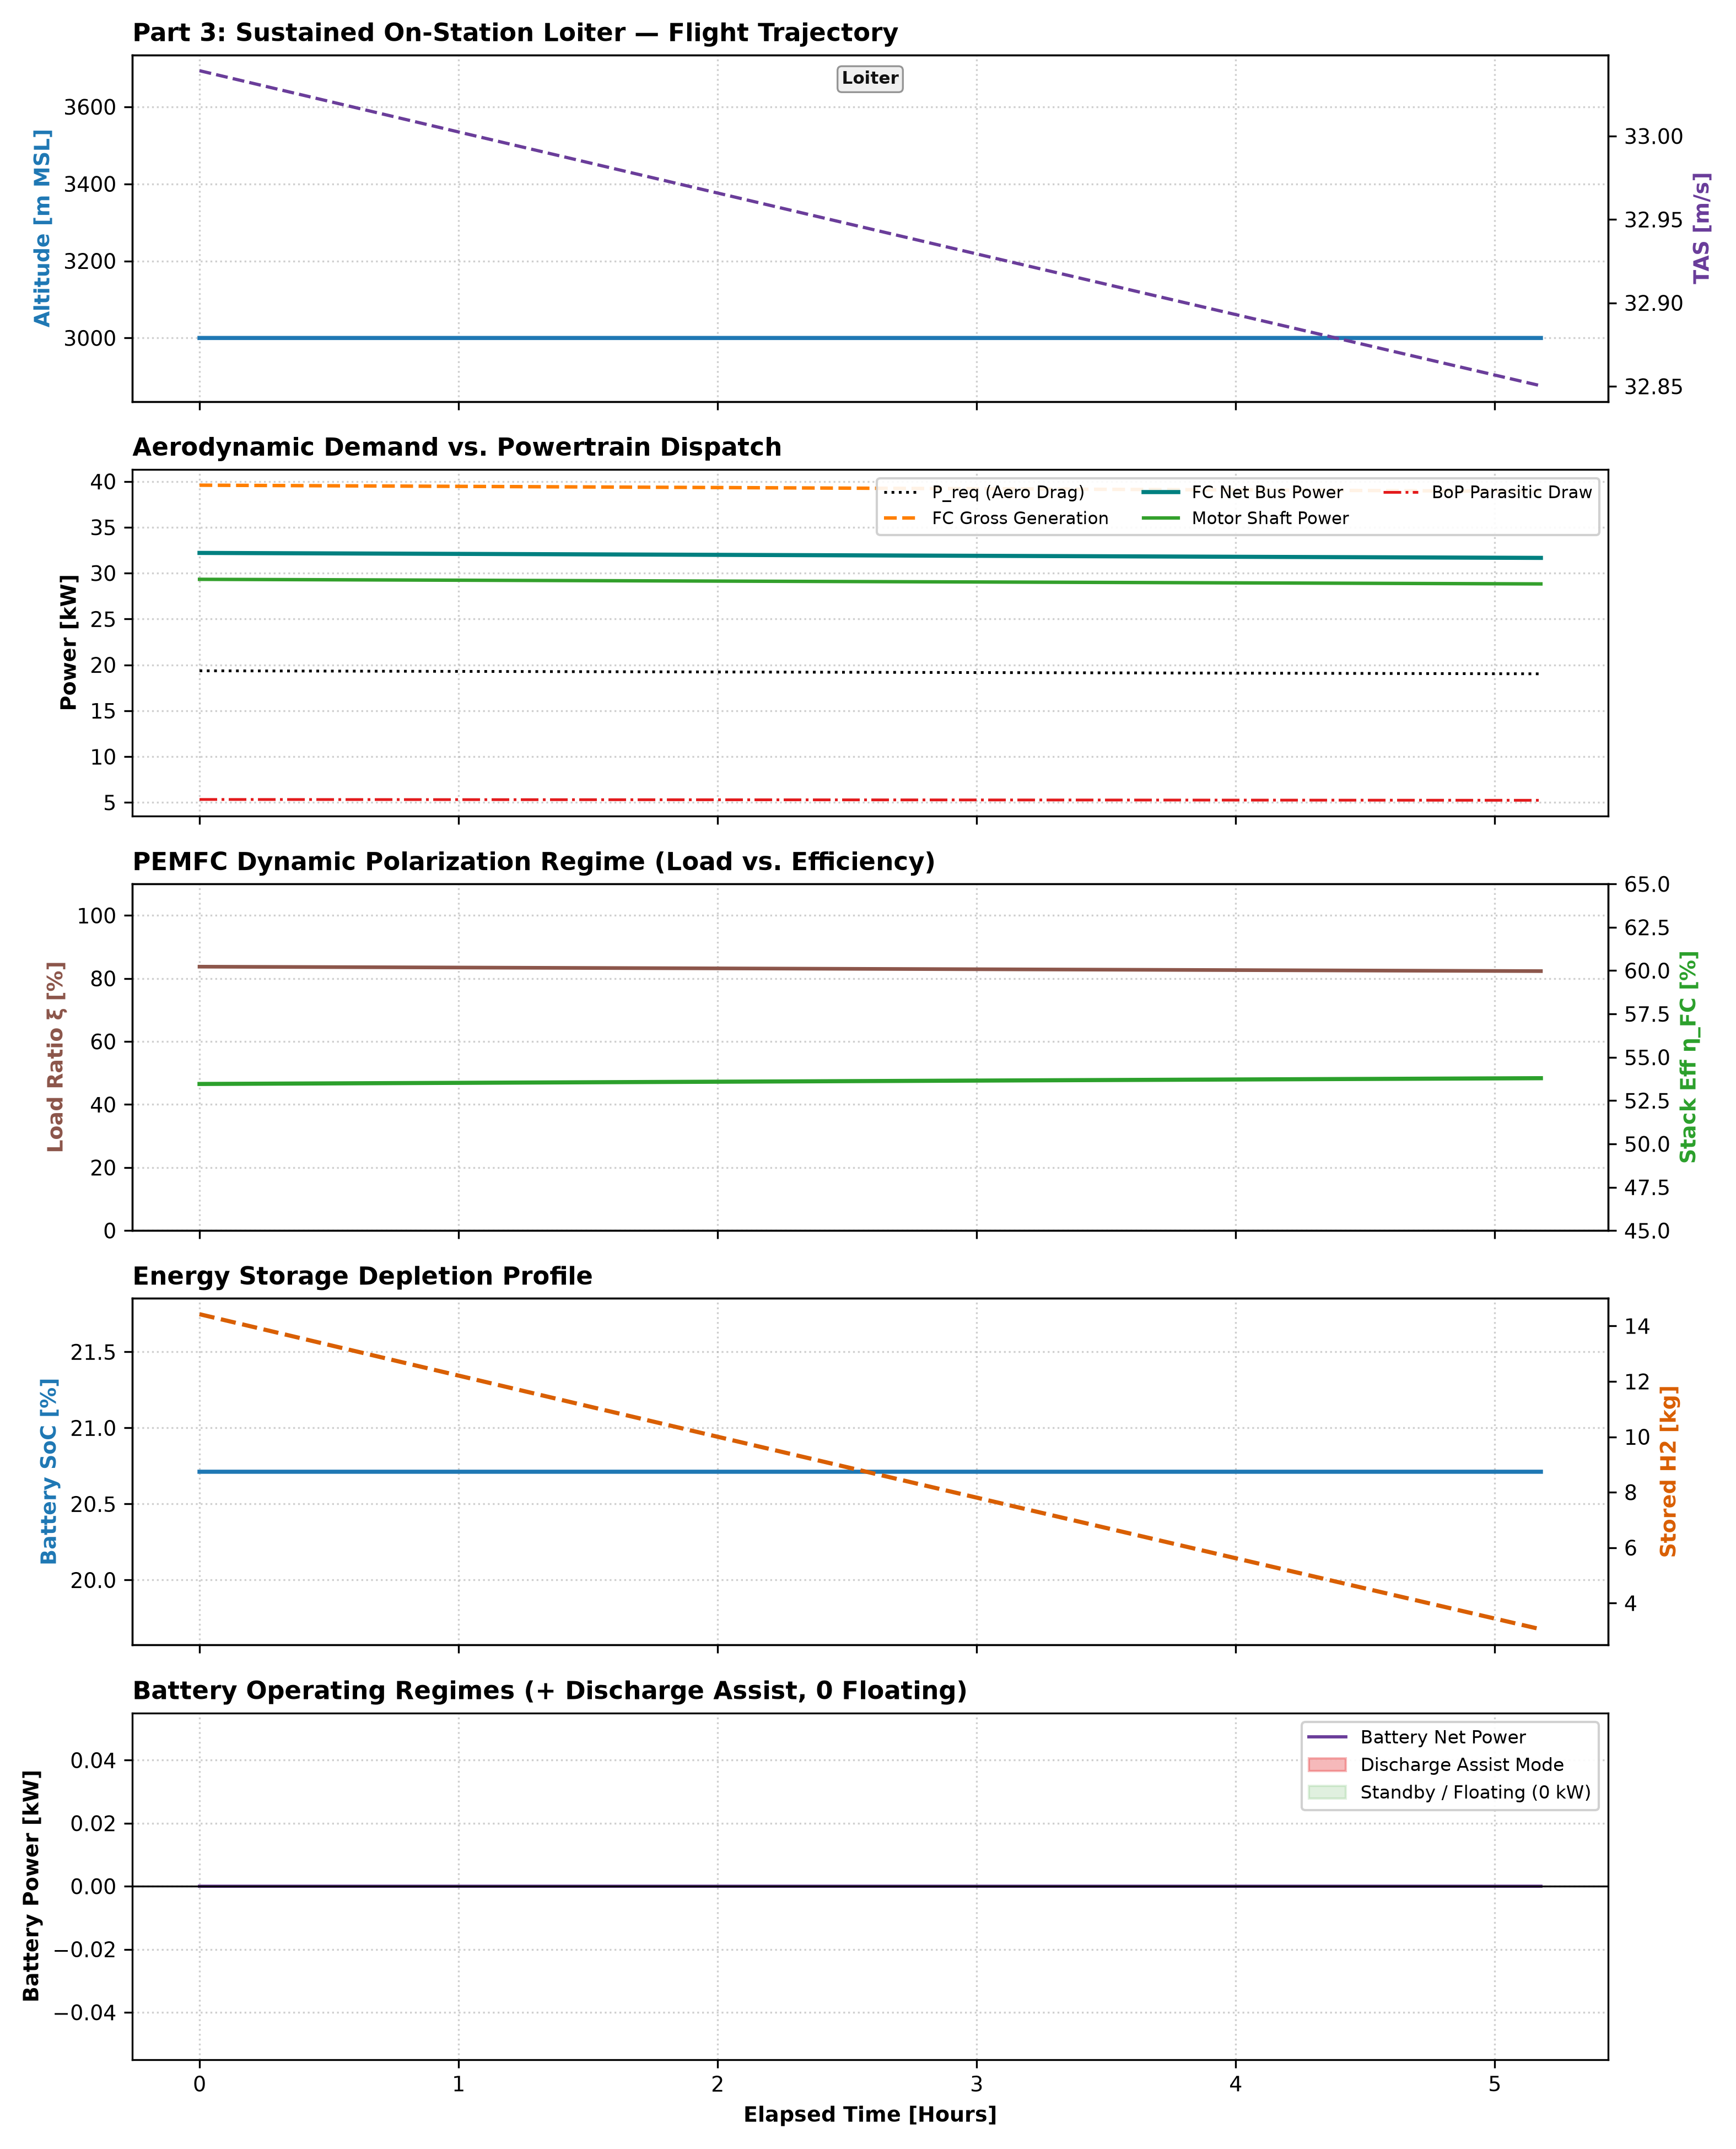 Part 3: Sustained On-Station Loiter — Flight Trajectory
Loiter
Altitude [m MSL]
3600
3400
3200
3000
TAS [m/s]
33.00
32.95
32.90
32.85
Aerodynamic Demand vs. Powertrain Dispatch
Power [kW]
40
35
30
25
20
15
10
5
P_req (Aero Drag)
FC Gross Generation
FC Net Bus Power
Motor Shaft Power
BoP Parasitic Draw
PEMFC Dynamic Polarization Regime (Load vs. Efficiency)
Load Ratio ξ [%]
100
80
60
40
20
0
Stack Eff η_FC [%]
65.0
62.5
60.0
57.5
55.0
52.5
50.0
47.5
45.0
Energy Storage Depletion Profile
Battery SoC [%]
21.5
21.0
20.5
20.0
Stored H2 [kg]
14
12
10
8
6
4
Battery Operating Regimes (+ Discharge Assist, 0 Floating)
Battery Power [kW]
0.04
0.02
0.00
−0.02
−0.04
Battery Net Power
Discharge Assist Mode
Standby / Floating (0 kW)
0 1 2 3 4 5
Elapsed Time [Hours]